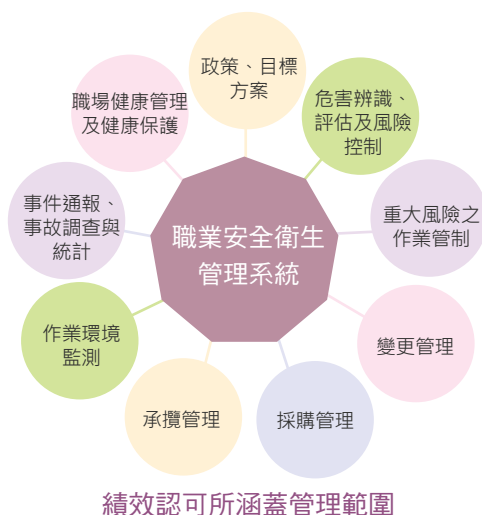 政策、目標
方案
危害辨識、
評估及風險
控制
重大風險之
作業管制
變更管理
採購管理
承攬管理
作業環境
監測
事件通報、
事故調查與
統計
職場健康管理
及健康保護
職業安全衛生
管理系統
績效認可所涵蓋管理範圍